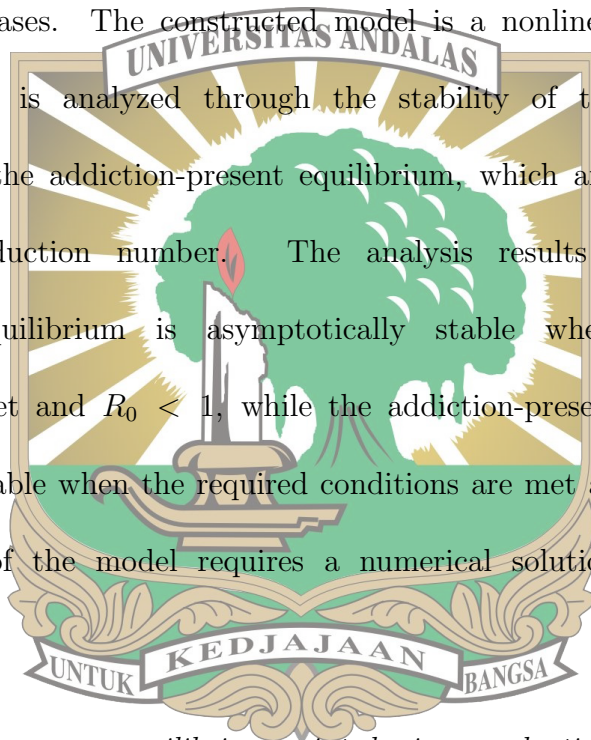 ases. The constructed model is a nonline
UNIVERSITAS ANDALAS
is analyzed through the stability of t
he addiction-present equilibrium, which a
duction number. The analysis results
quilibrium is asymptotically stable whe
et and R₀ < 1, while the addiction-prese
able when the required conditions are met a
of the model requires a numerical soluti
UNTUK KEDJAJAAN BANGSA